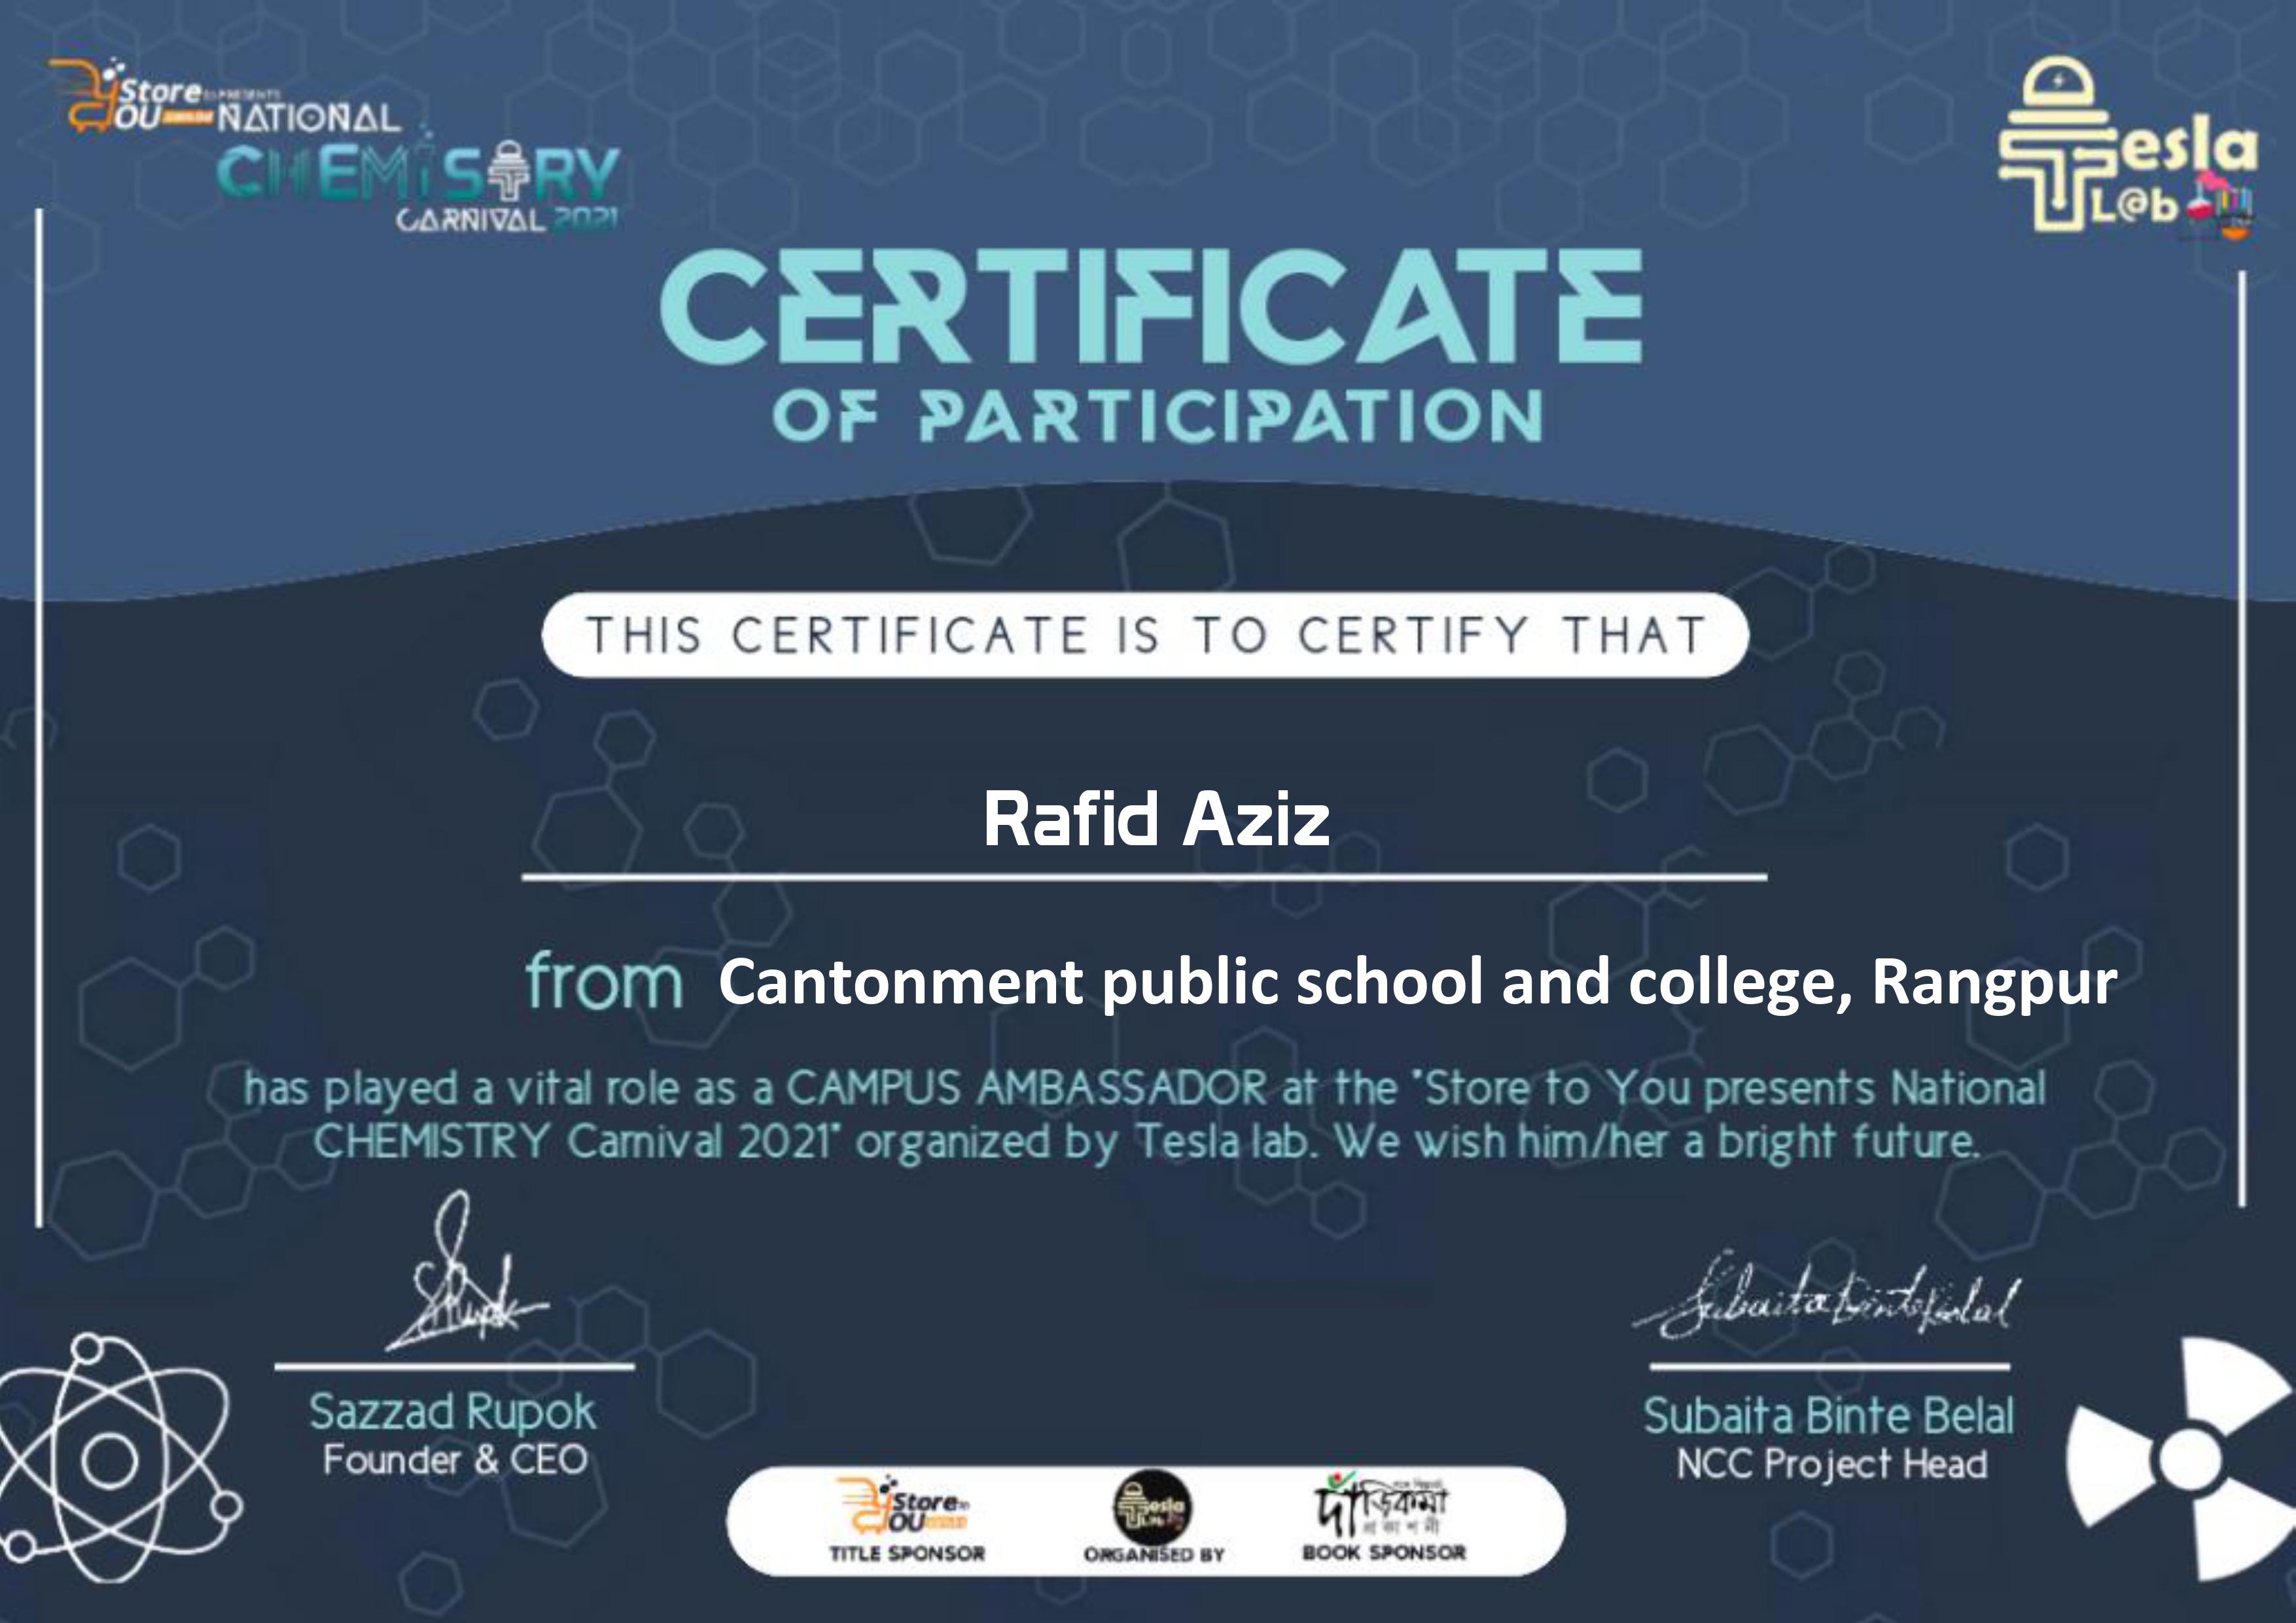 Store to PRESENTS
YOU NATIONAL
CHEMiSTRY
CARNIVAL 2021
Tesla
L@b
CERTIFICATE
OF PARTICIPATION
THIS CERTIFICATE IS TO CERTIFY THAT
Rafid Aziz
from Cantonment public school and college, Rangpur
has played a vital role as a CAMPUS AMBASSADOR at the "Store to You presents National
CHEMISTRY Carnival 2021" organized by Tesla lab. We wish him/her a bright future.
SRupok
Subaita Binte Belal
Sazzad Rupok
Founder & CEO
Subaita Binte Belal
NCC Project Head
Store to
YOU
Tesla
L@b
দাঁড়িকমা
প্রকাশনী
TITLE SPONSOR
ORGANISED BY
BOOK SPONSOR